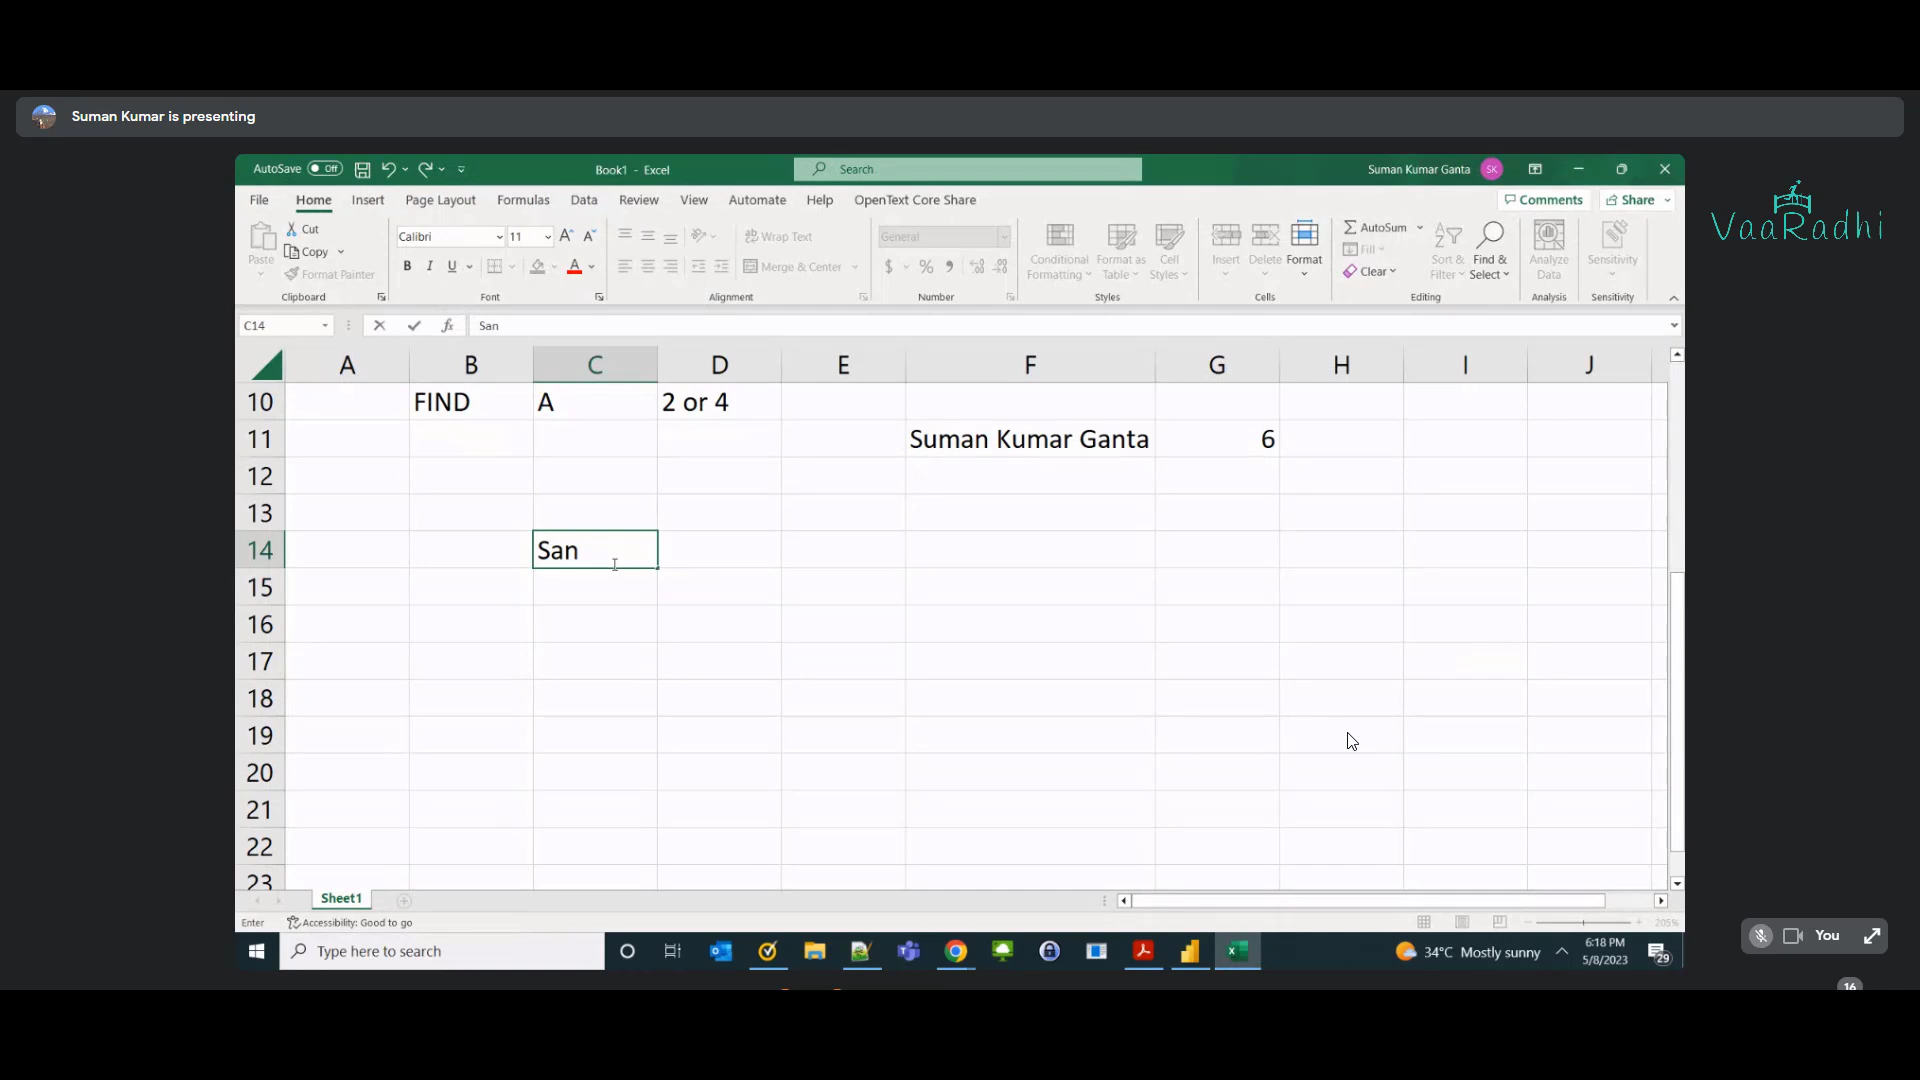 Suman Kumar is presenting
VaaRadhi
AutoSave Off
Book1 - Excel
Search
Suman Kumar Ganta SK
File Home Insert Page Layout Formulas Data Review View Automate Help OpenText Core Share
Comments Share
Paste
Cut
Copy
Format Painter
Clipboard
Calibri 11
B I U
Font
Wrap Text
Merge & Center
Alignment
General
$ %
Number
Conditional Formatting
Format as Table
Cell Styles
Styles
Insert Delete Format
Cells
AutoSum
Fill
Clear
Sort & Filter
Find & Select
Editing
Analyze Data
Analysis
Sensitivity
Sensitivity
C14 fx San
A B C D E F G H I J
10 FIND A 2 or 4
11 Suman Kumar Ganta 6
12
13
14 San
15
16
17
18
19
20
21
22
23
Sheet1
Enter Accessibility: Good to go 205%
Type here to search
34°C Mostly sunny
6:18 PM
5/8/2023
29
You
16